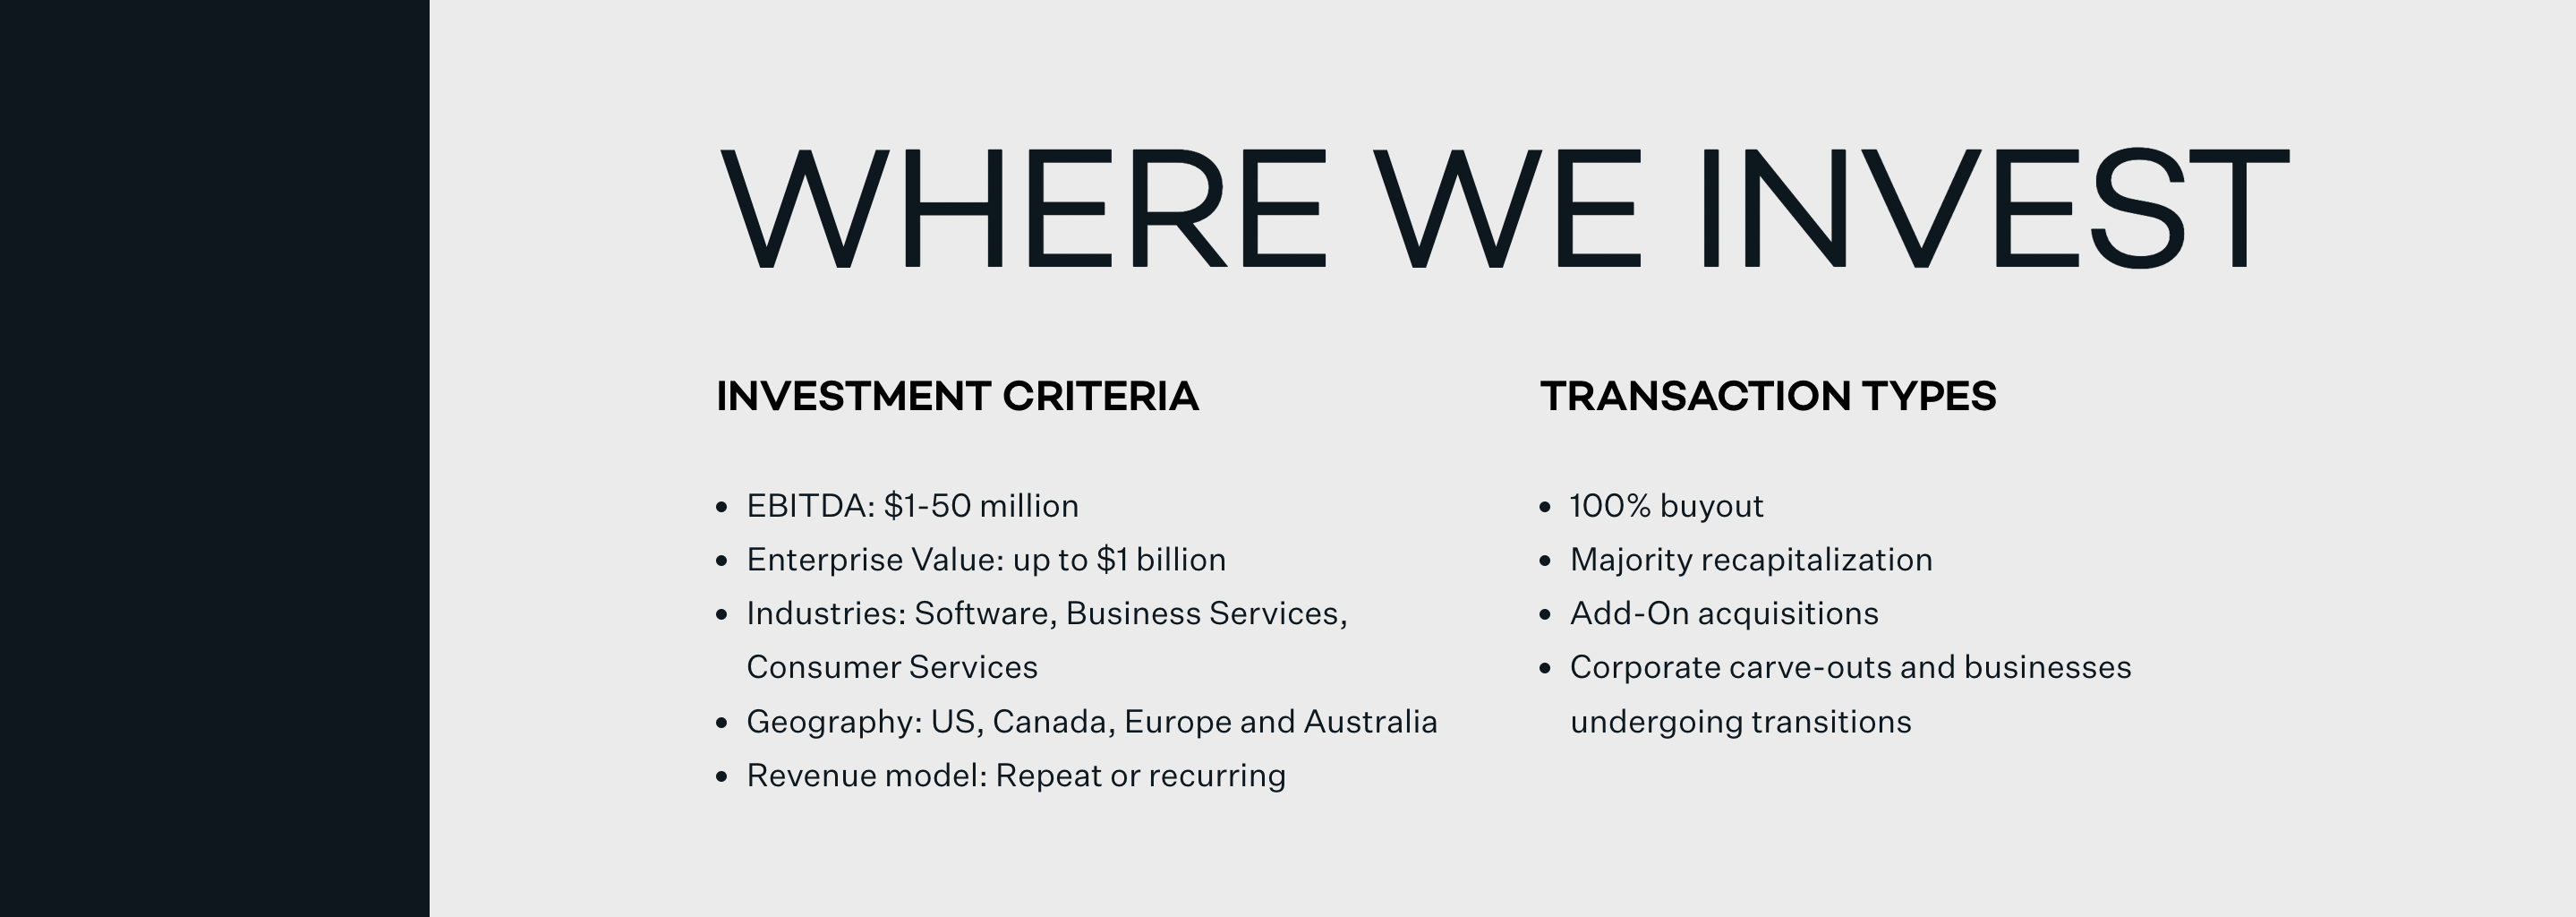 WHERE WE INVEST
INVESTMENT CRITERIA
• EBITDA: $1-50 million
• Enterprise Value: up to $1 billion
• Industries: Software, Business Services,
Consumer Services
• Geography: US, Canada, Europe and Australia
• Revenue model: Repeat or recurring
TRANSACTION TYPES
• 100% buyout
• Majority recapitalization
• Add-On acquisitions
• Corporate carve-outs and businesses
undergoing transitions